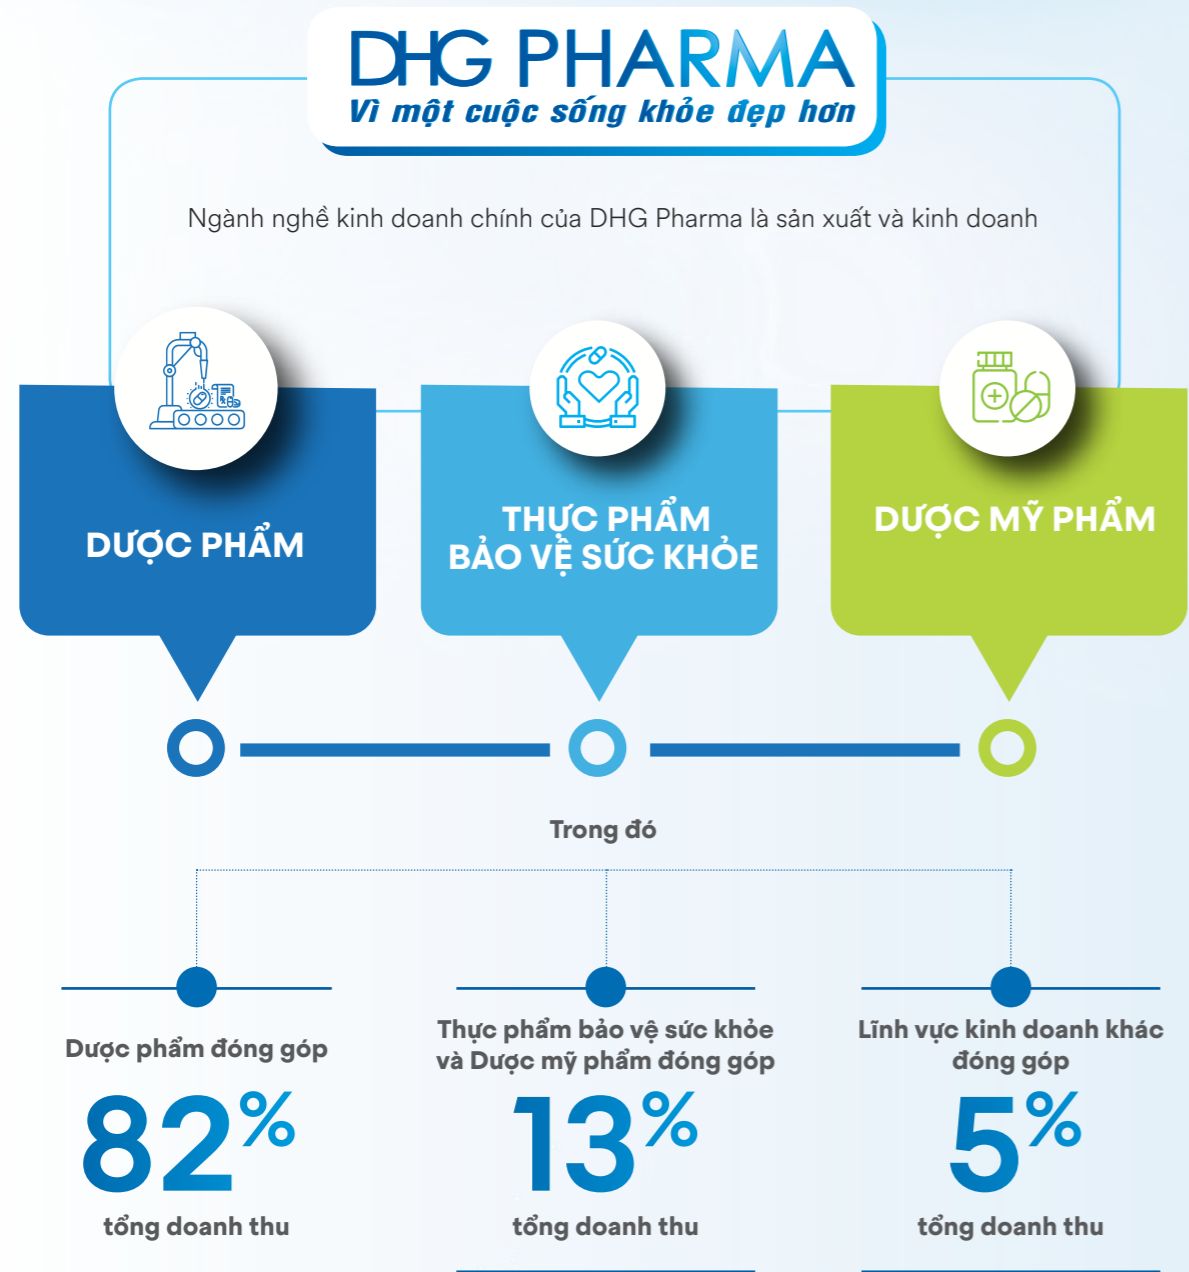 DHG PHARMA
Vì một cuộc sống khỏe đẹp hơn
Ngành nghề kinh doanh chính của DHG Pharma là sản xuất và kinh doanh
DƯỢC PHẨM
THỰC PHẨM
BẢO VỆ SỨC KHỎE
DƯỢC MỸ PHẨM
Trong đó
Dược phẩm đóng góp
82%
tổng doanh thu
Thực phẩm bảo vệ sức khỏe
và Dược mỹ phẩm đóng góp
13%
tổng doanh thu
Lĩnh vực kinh doanh khác
đóng góp
5%
tổng doanh thu